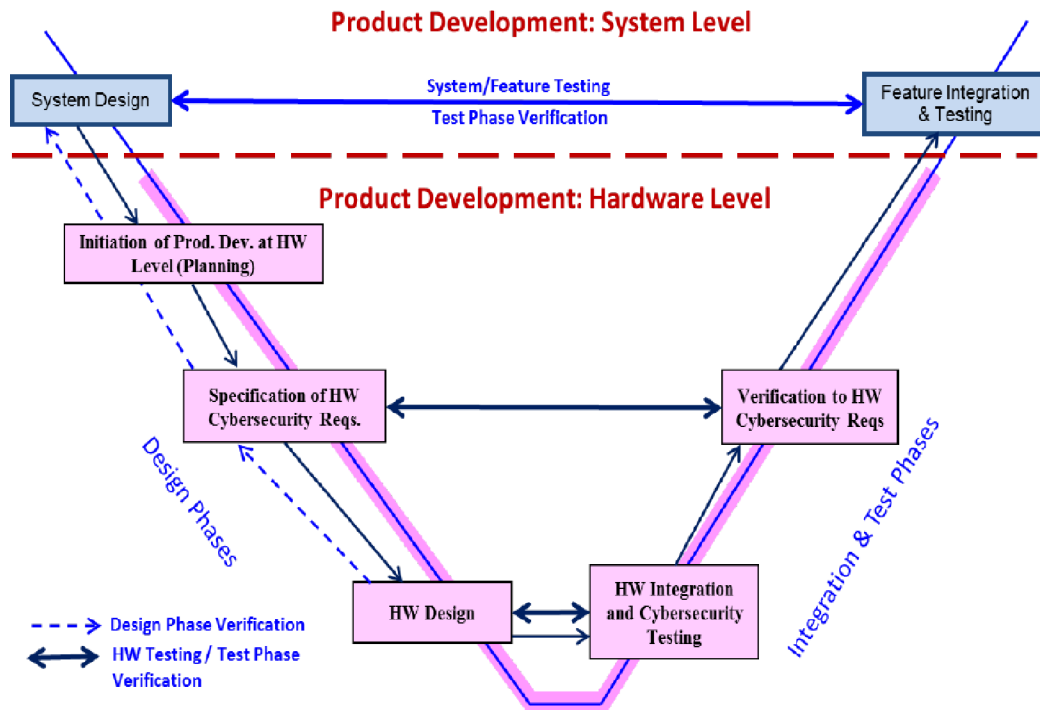 Product Development: System Level
System Design
System/Feature Testing
Test Phase Verification
Feature Integration
& Testing
Product Development: Hardware Level
Initiation of Prod. Dev. at HW
Level (Planning)
Specification of HW
Cybersecurity Reqs.
Verification to HW
Cybersecurity Reqs
Design Phases
Integration & Test Phases
HW Design
HW Integration
and Cybersecurity
Testing
Design Phase Verification
HW Testing / Test Phase
Verification